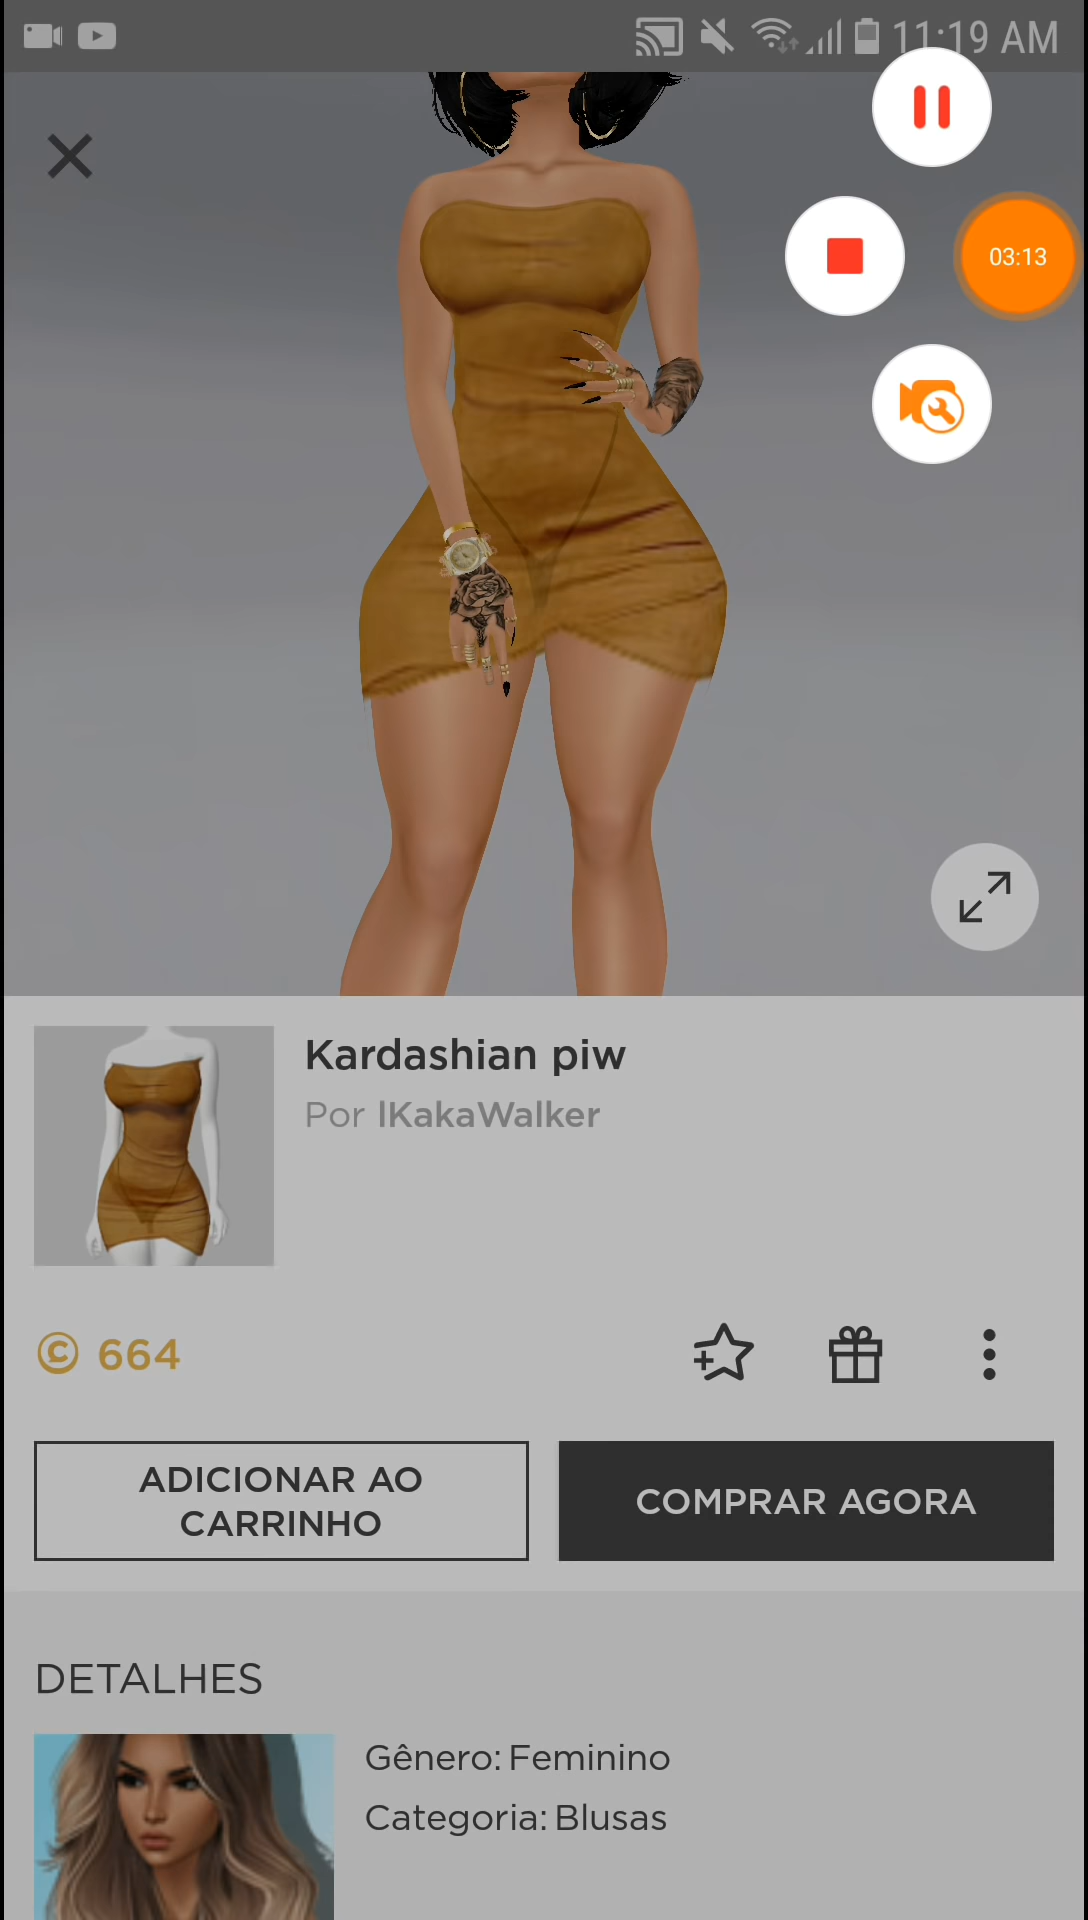 11:19 AM
03:13
Kardashian piw
Por lKakaWalker
© 664
ADICIONAR AO
CARRINHO
COMPRAR AGORA
DETALHES
Gênero: Feminino
Categoria: Blusas